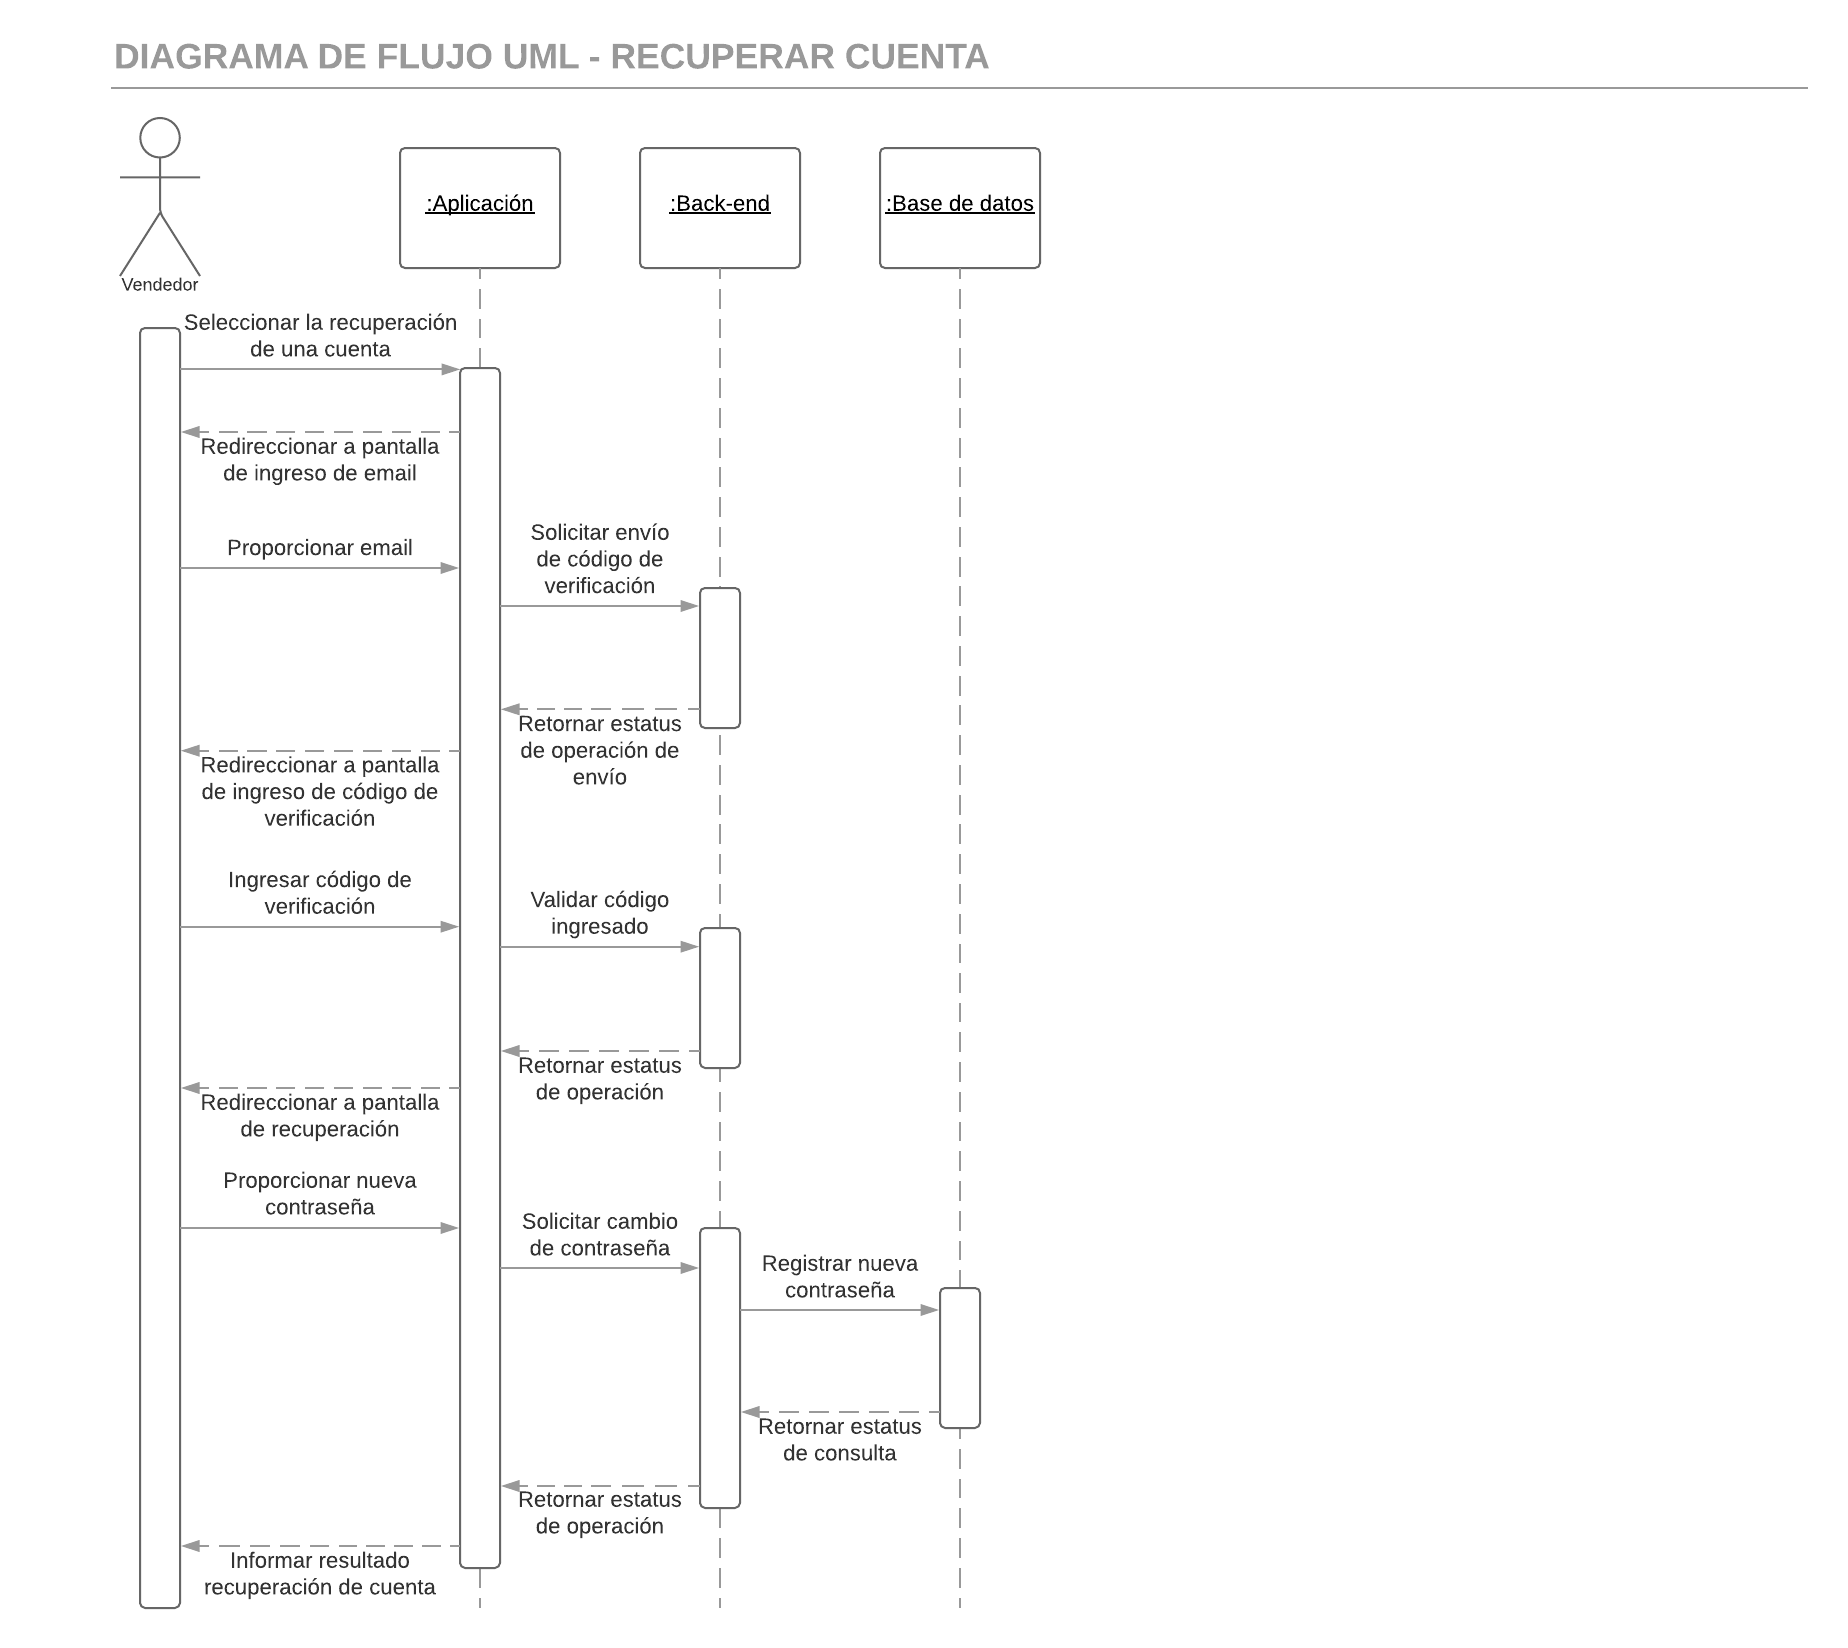 DIAGRAMA DE FLUJO UML - RECUPERAR CUENTA
:Aplicación
:Back-end
:Base de datos
Vendedor
Seleccionar la recuperación
de una cuenta
Redireccionar a pantalla
de ingreso de email
Proporcionar email
Solicitar envío
de código de
verificación
Retornar estatus
de operación de
envío
Redireccionar a pantalla
de ingreso de código de
verificación
Ingresar código de
verificación
Validar código
ingresado
Retornar estatus
de operación
Redireccionar a pantalla
de recuperación
Proporcionar nueva
contraseña
Solicitar cambio
de contraseña
Registrar nueva
contraseña
Retornar estatus
de consulta
Retornar estatus
de operación
Informar resultado
recuperación de cuenta